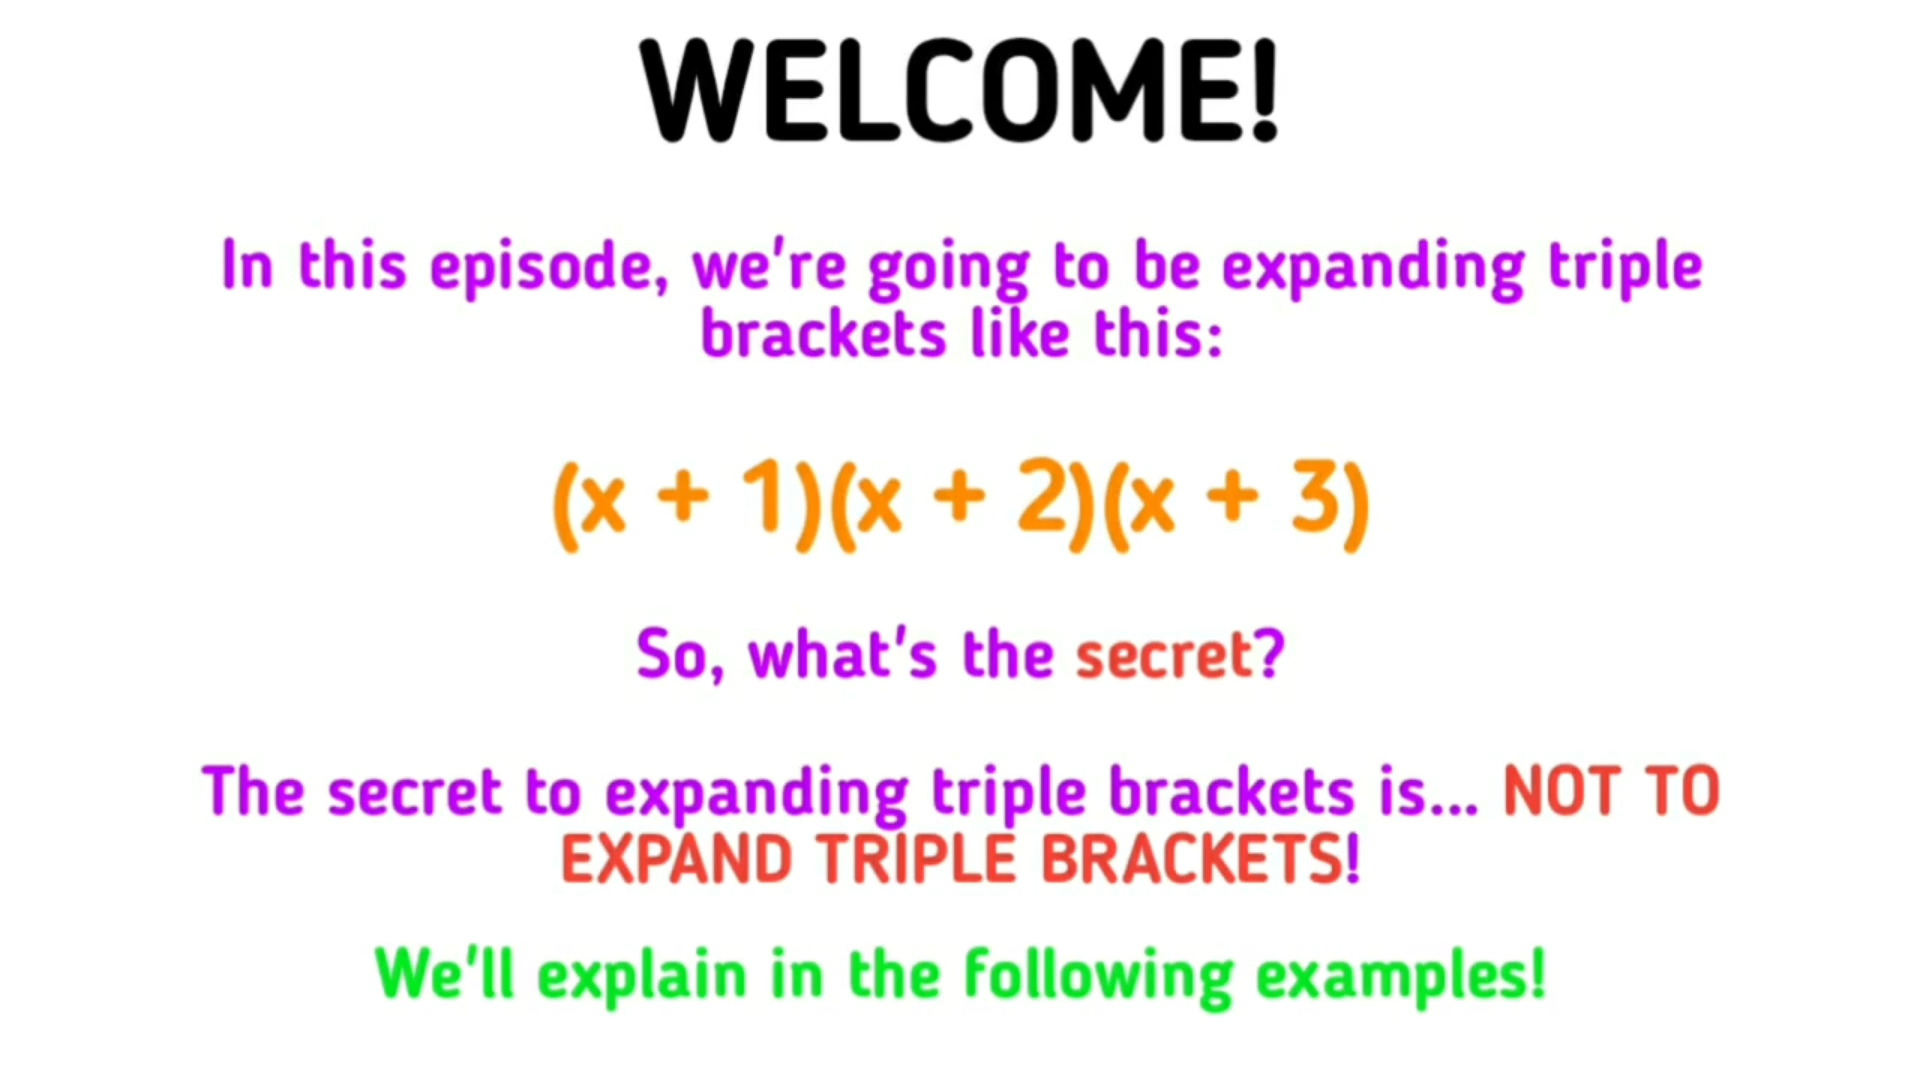 WELCOME!
In this episode, we're going to be expanding triple
brackets like this:
(x + 1)(x + 2)(x + 3)
So, what's the secret?
The secret to expanding triple brackets is... NOT TO
EXPAND TRIPLE BRACKETS!
We'll explain in the following examples!